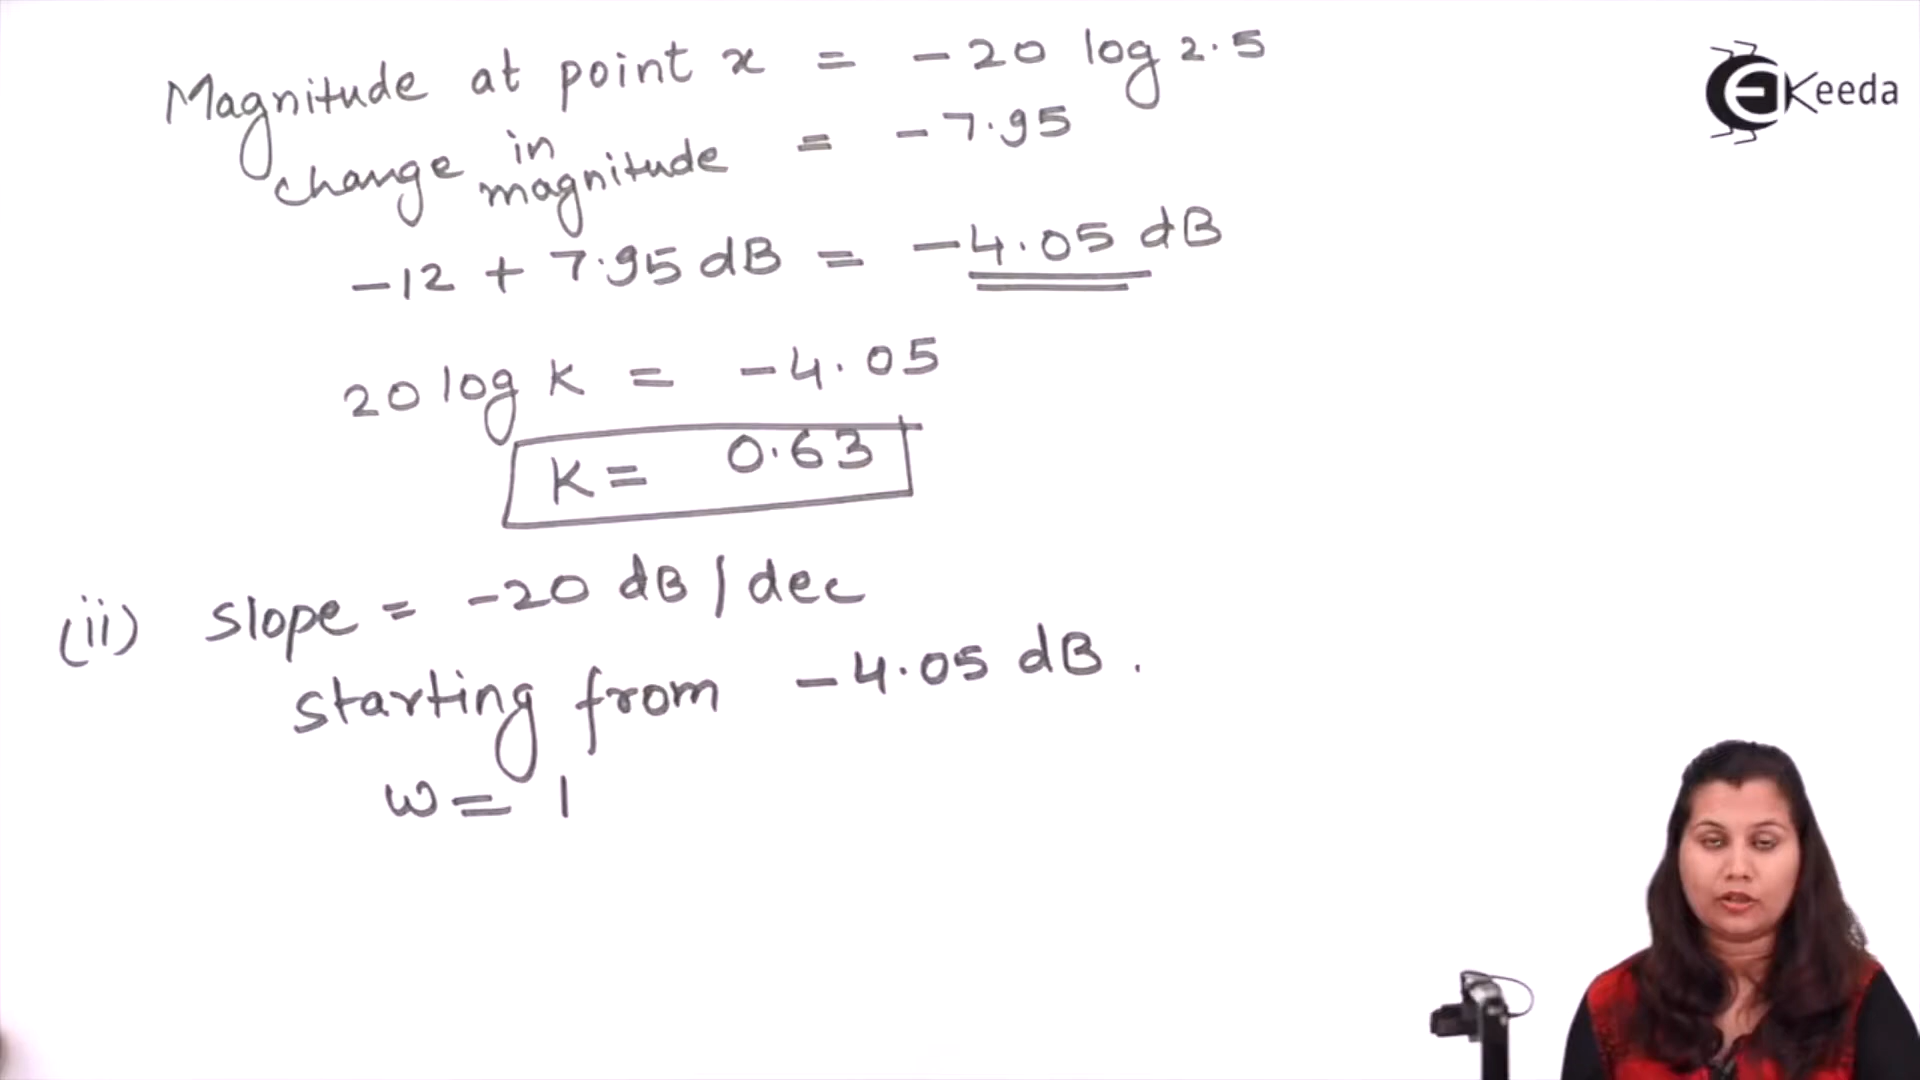 Magnitude at point x = -20 log 2.5
change in magnitude = -7.95
-12 + 7.95 dB = -4.05 dB
20 log K = -4.05
K = 0.63
(ii) slope = -20 dB / dec
starting from -4.05 dB.
ω = 1
EKeeda